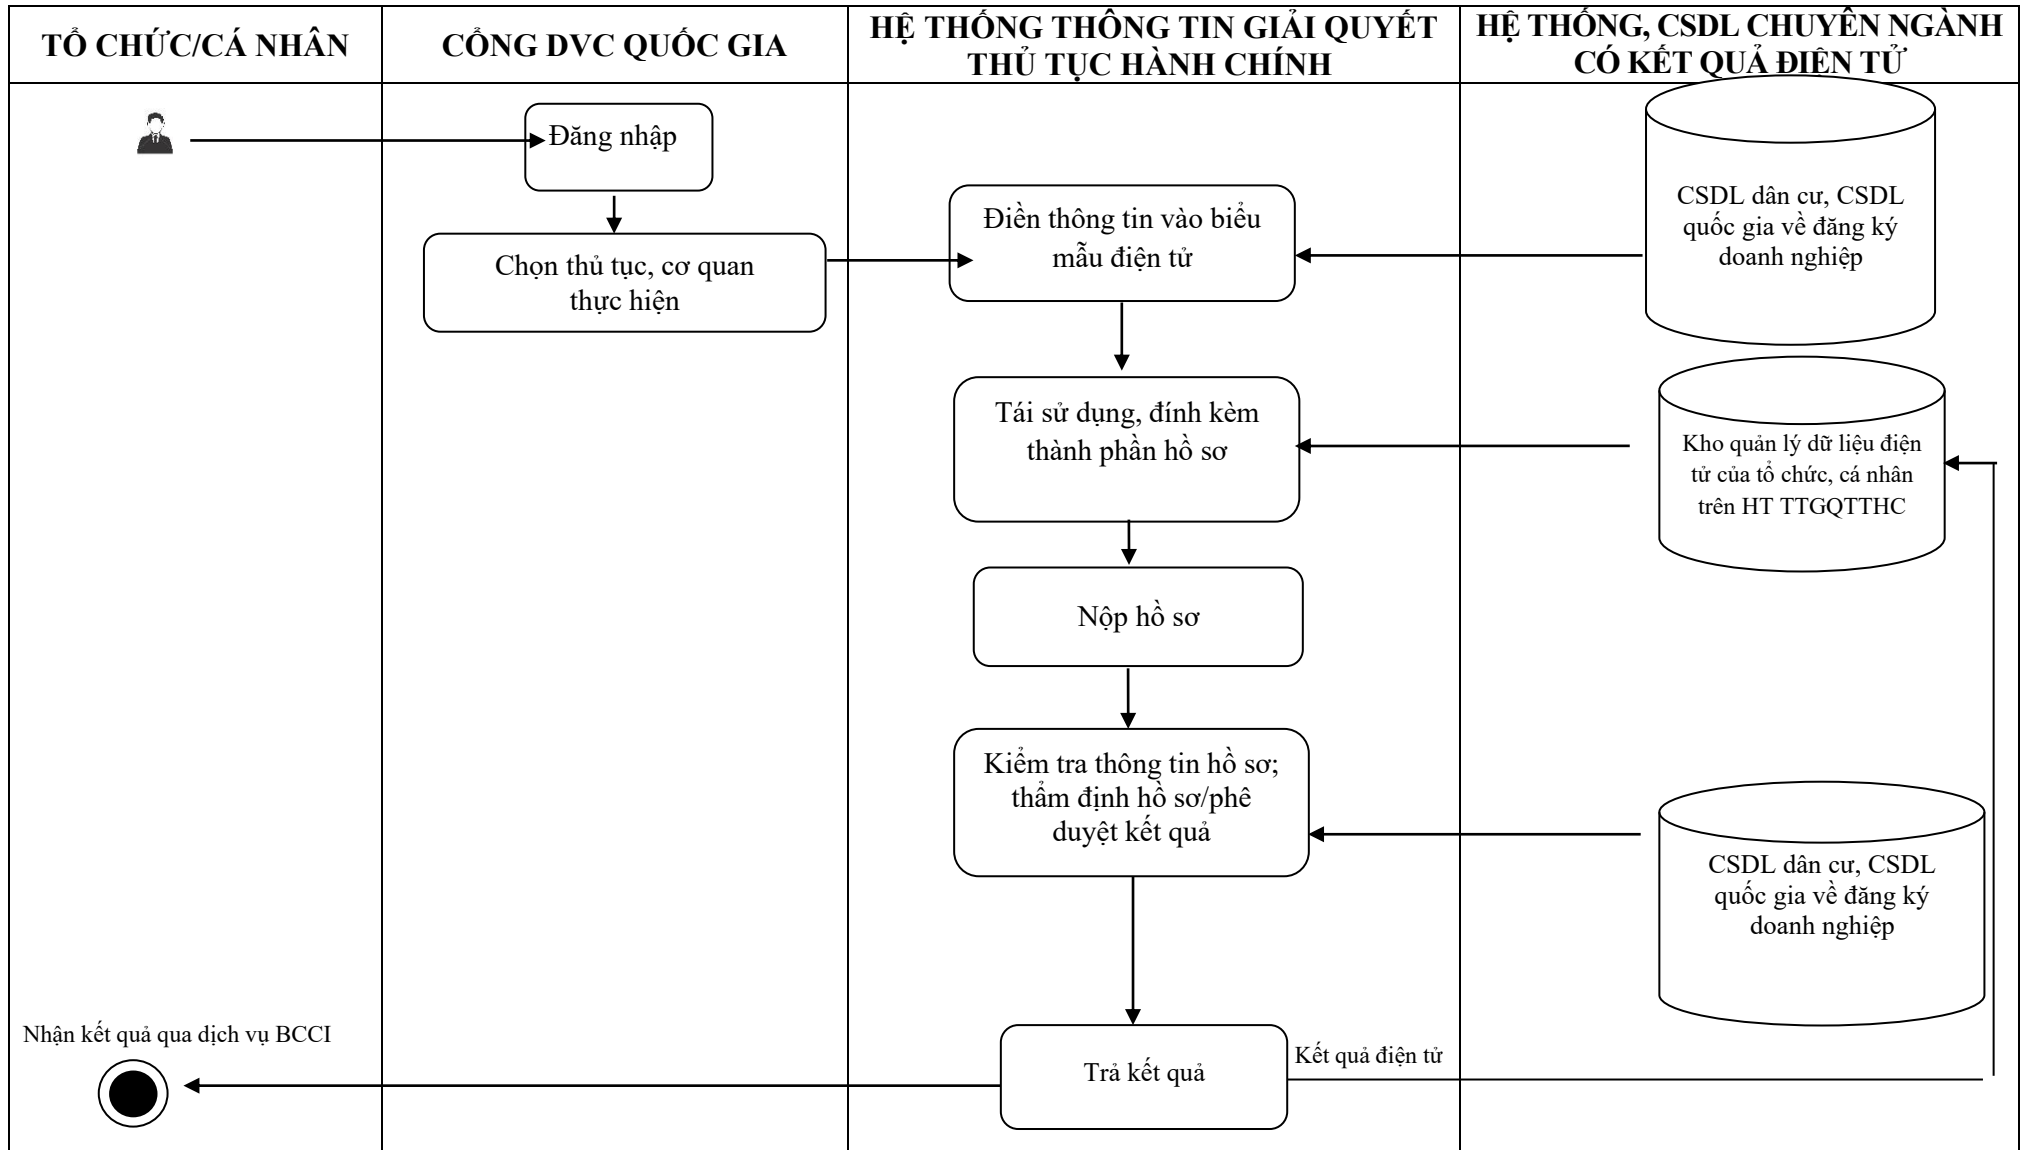 TỔ CHỨC/CÁ NHÂN
CỔNG DVC QUỐC GIA
HỆ THỐNG THÔNG TIN GIẢI QUYẾT
THỦ TỤC HÀNH CHÍNH
HỆ THỐNG, CSDL CHUYÊN NGÀNH
CÓ KẾT QUẢ ĐIỆN TỬ
Đăng nhập
Chọn thủ tục, cơ quan
thực hiện
Điền thông tin vào biểu
mẫu điện tử
CSDL dân cư, CSDL
quốc gia về đăng ký
doanh nghiệp
Tái sử dụng, đính kèm
thành phần hồ sơ
Kho quản lý dữ liệu điện
tử của tổ chức, cá nhân
trên HT TTGQTTHC
Nộp hồ sơ
Kiểm tra thông tin hồ sơ;
thẩm định hồ sơ/phê
duyệt kết quả
CSDL dân cư, CSDL
quốc gia về đăng ký
doanh nghiệp
Nhận kết quả qua dịch vụ BCCI
Trả kết quả
Kết quả điện tử